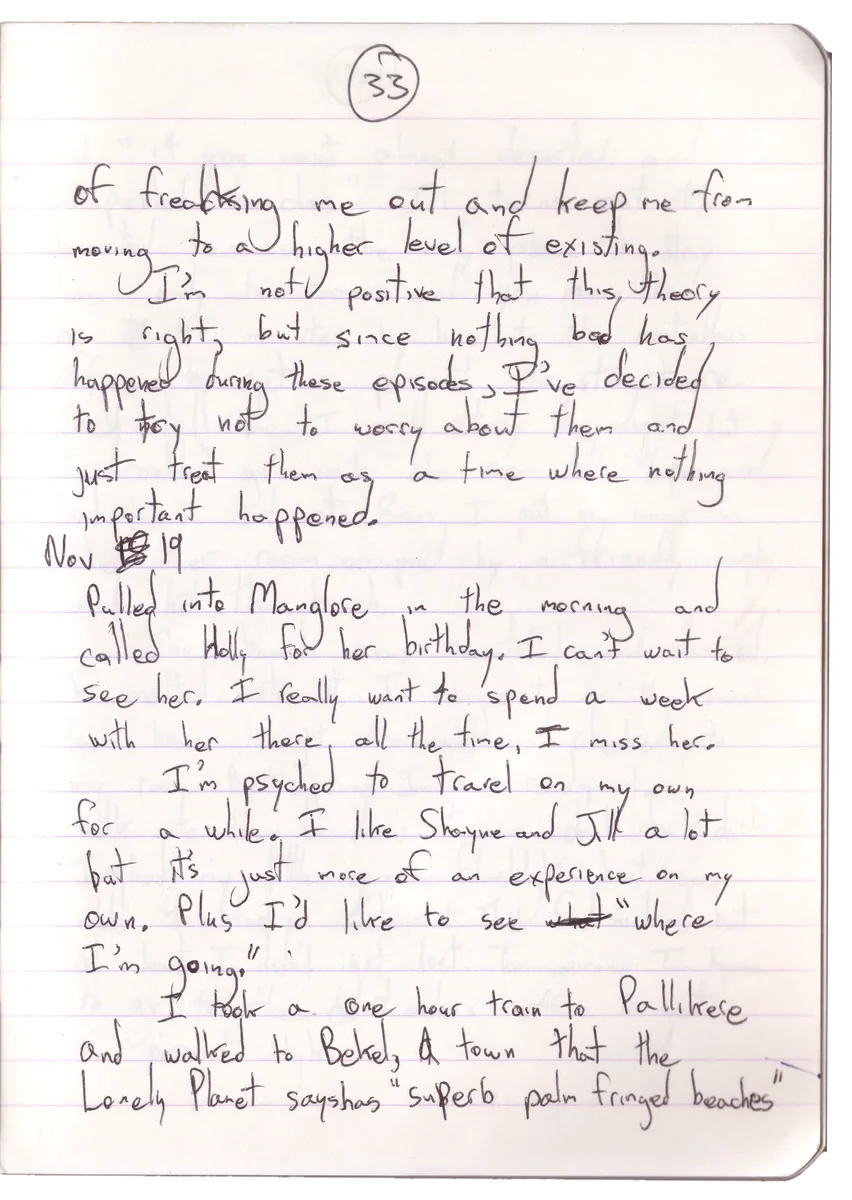 33
of freaking me out and keep me from
moving to a higher level of existing.
I'm not positive that this theory
is right, but since nothing bad has
happened during these episodes, I've decided
to try not to worry about them and
just treat them as a time where nothing
important happened.
Nov 19
Pulled into Manglore in the morning and
called Holly for her birthday. I can't wait to
see her. I really want to spend a week
with her there, all the time, I miss her.
I'm psyched to travel on my own
for a while. I like Shayne and Jill a lot
but it's just more of an experience on my
own. Plus I'd like to see what "where
I'm going."
I took a one hour train to Pallikere
and walked to Bekel, A town that the
Lonely Planet says has "superb palm fringed beaches"